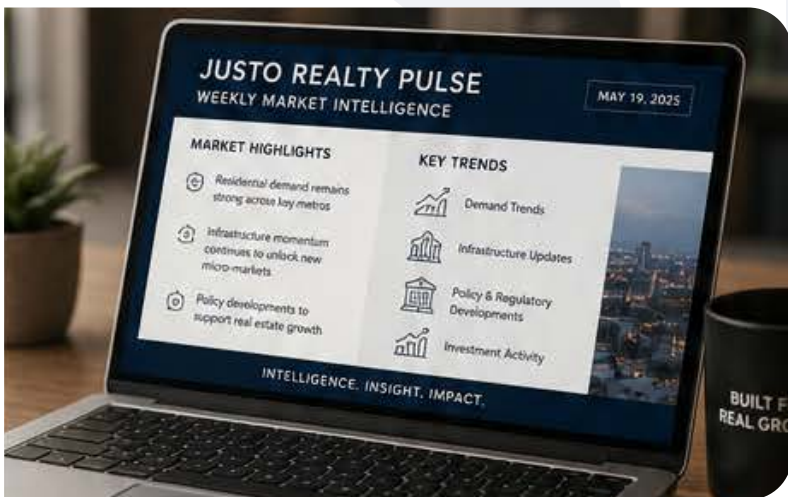 JUSTO REALTY PULSE
WEEKLY MARKET INTELLIGENCE
MAY 19, 2025
MARKET HIGHLIGHTS
Residential demand remains
strong across key metros
Infrastructure momentum
continues to unlock new
micro-markets
Policy developments to
support real estate growth
KEY TRENDS
Demand Trends
Infrastructure Updates
Policy & Regulatory
Developments
Investment Activity
INTELLIGENCE. INSIGHT. IMPACT.
BUILT F
REAL GRO